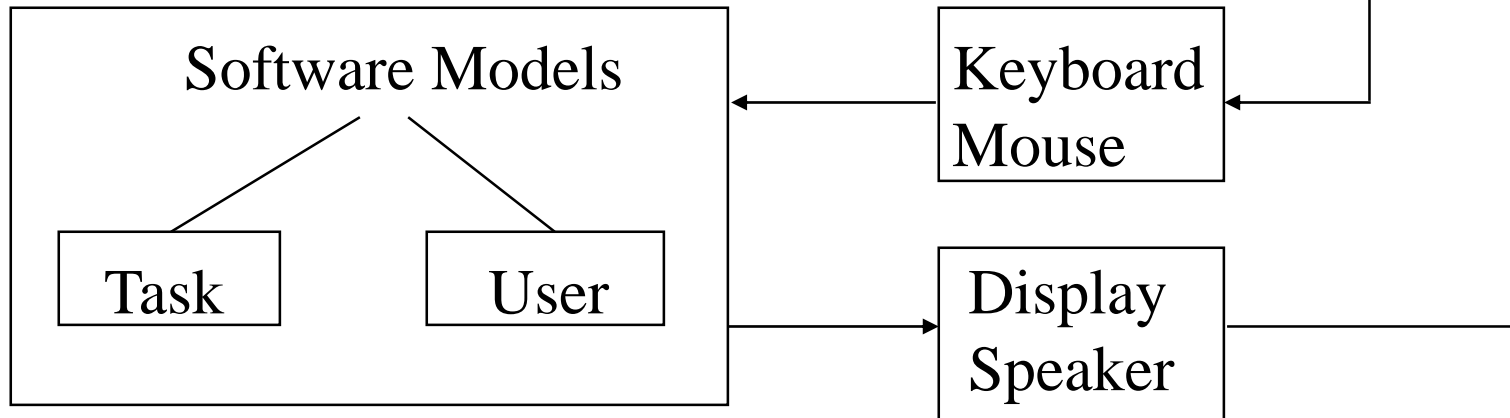 Software Models
Task
User
Keyboard
Mouse
Display
Speaker